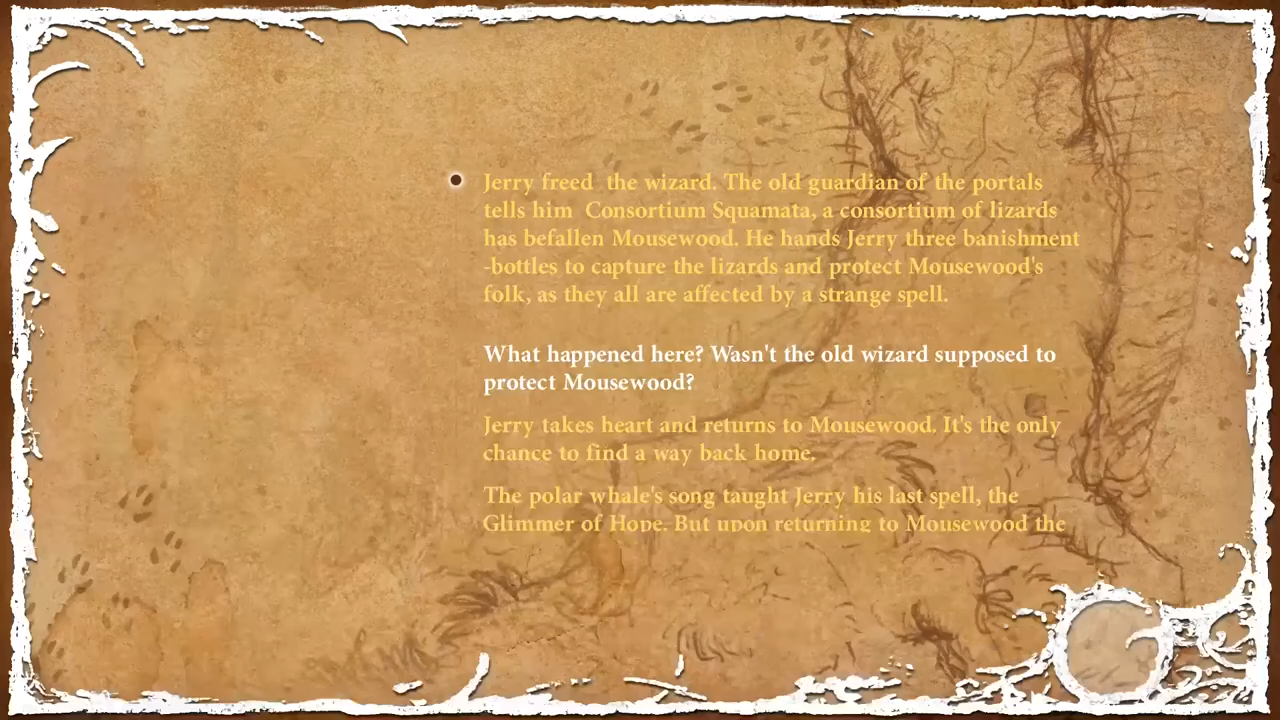 Jerry freed  the wizard. The old guardian of the portals
tells him  Consortium Squamata, a consortium of lizards
has befallen Mousewood. He hands Jerry three banishment
-bottles to capture the lizards and protect Mousewood's
folk, as they all are affected by a strange spell.
What happened here? Wasn't the old wizard supposed to
protect Mousewood?
Jerry takes heart and returns to Mousewood. It's the only
chance to find a way back home.
The polar whale's song taught Jerry his last spell, the
Glimmer of Hope. But upon returning to Mousewood the